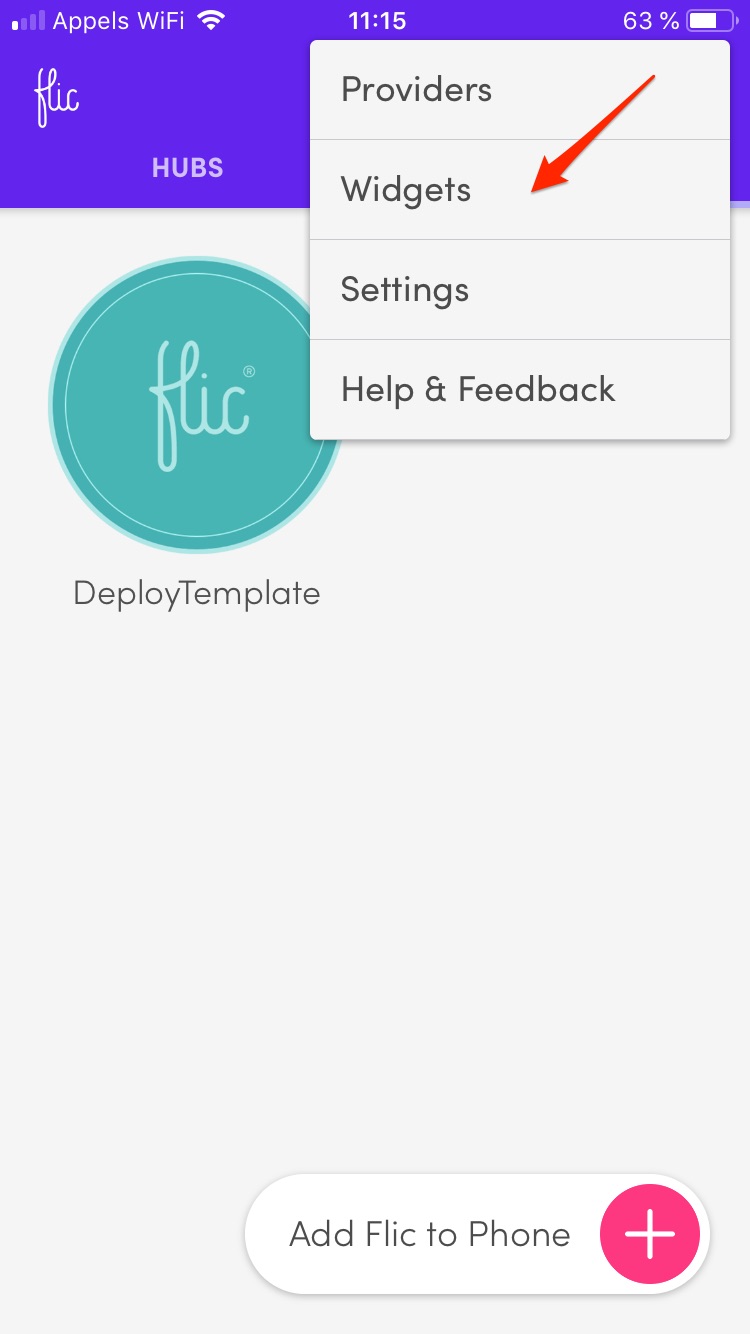 Appels WiFi 11:15 63 %
flic
HUBS
Providers
Widgets
Settings
Help & Feedback
flic®
DeployTemplate
Add Flic to Phone